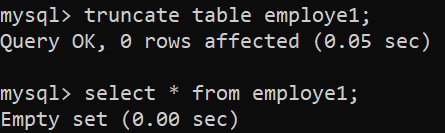 mysql> truncate table employe1;
Query OK, 0 rows affected (0.05 sec)
mysql> select * from employe1;
Empty set (0.00 sec)